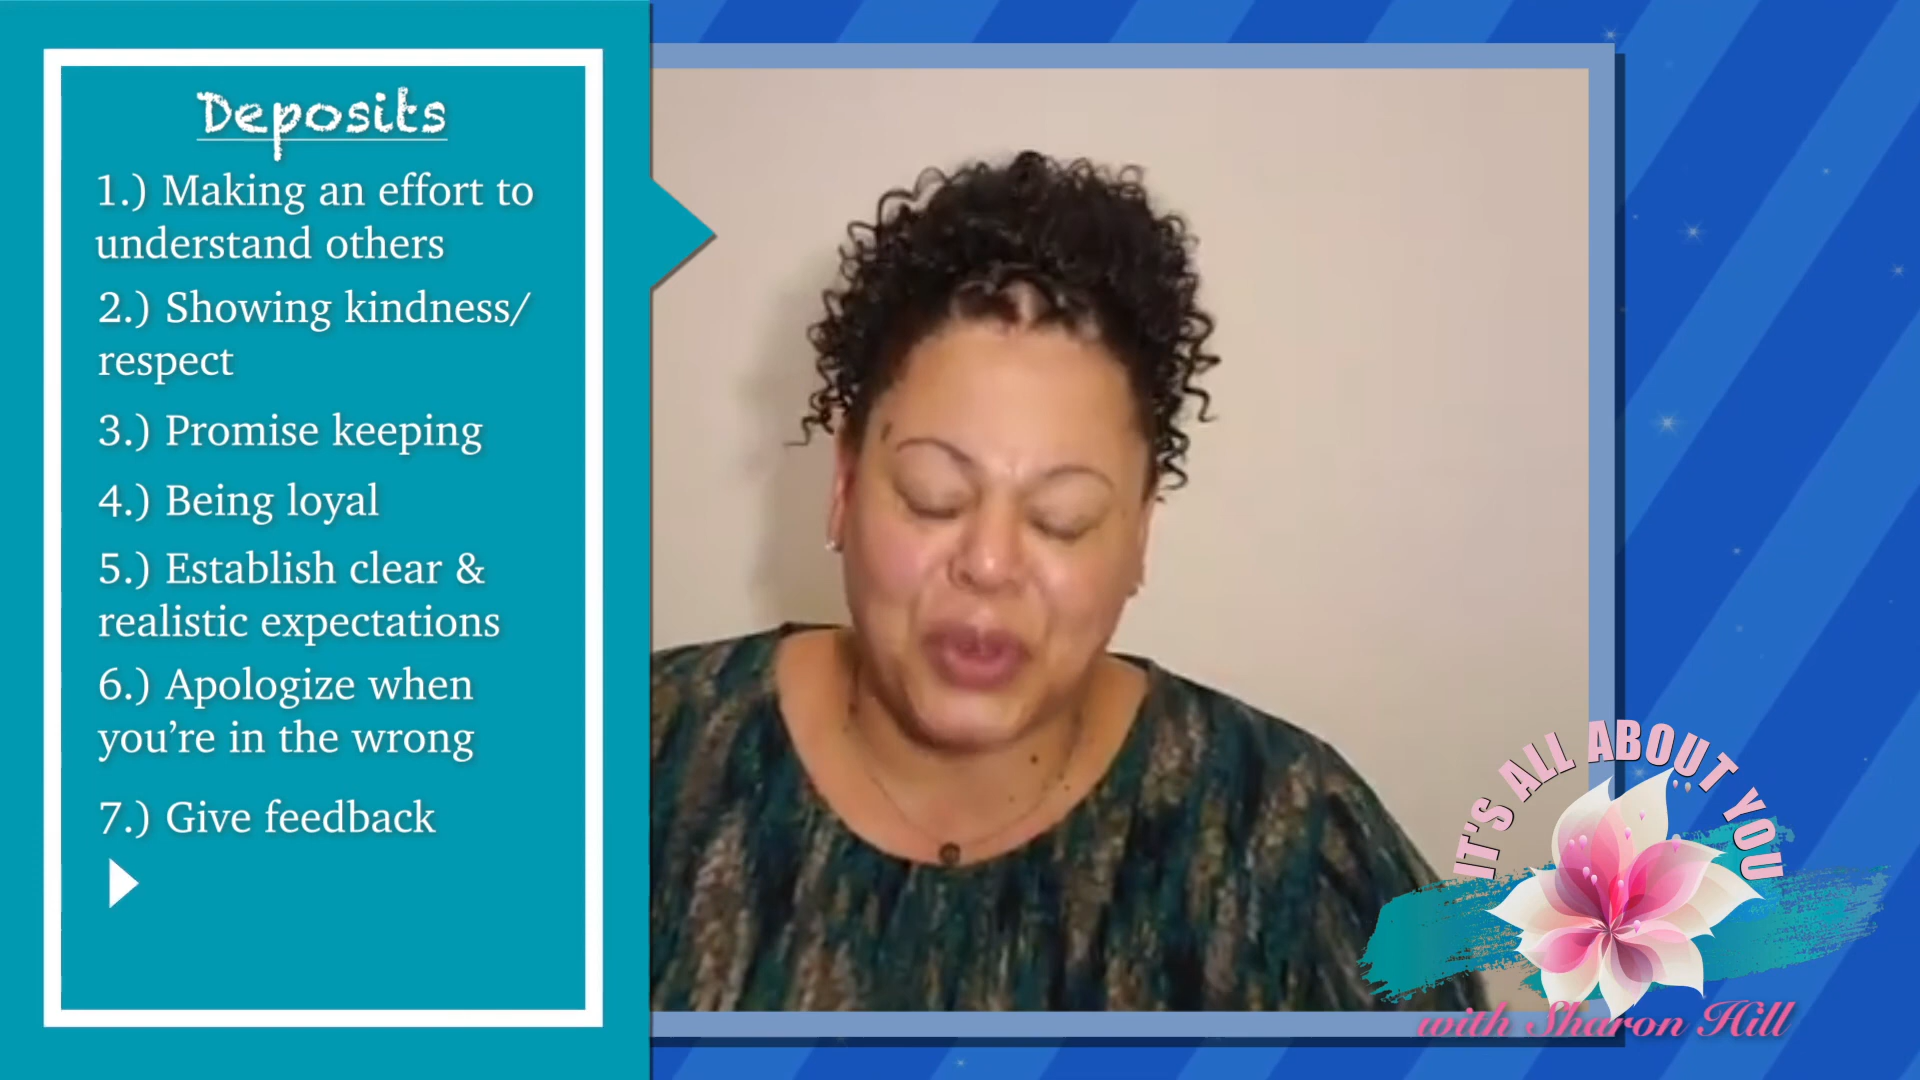 Deposits
1.) Making an effort to
understand others
2.) Showing kindness/
respect
3.) Promise keeping
4.) Being loyal
5.) Establish clear &
realistic expectations
6.) Apologize when
you’re in the wrong
7.) Give feedback
IT'S ALL ABOUT YOU
with Sharon Hill